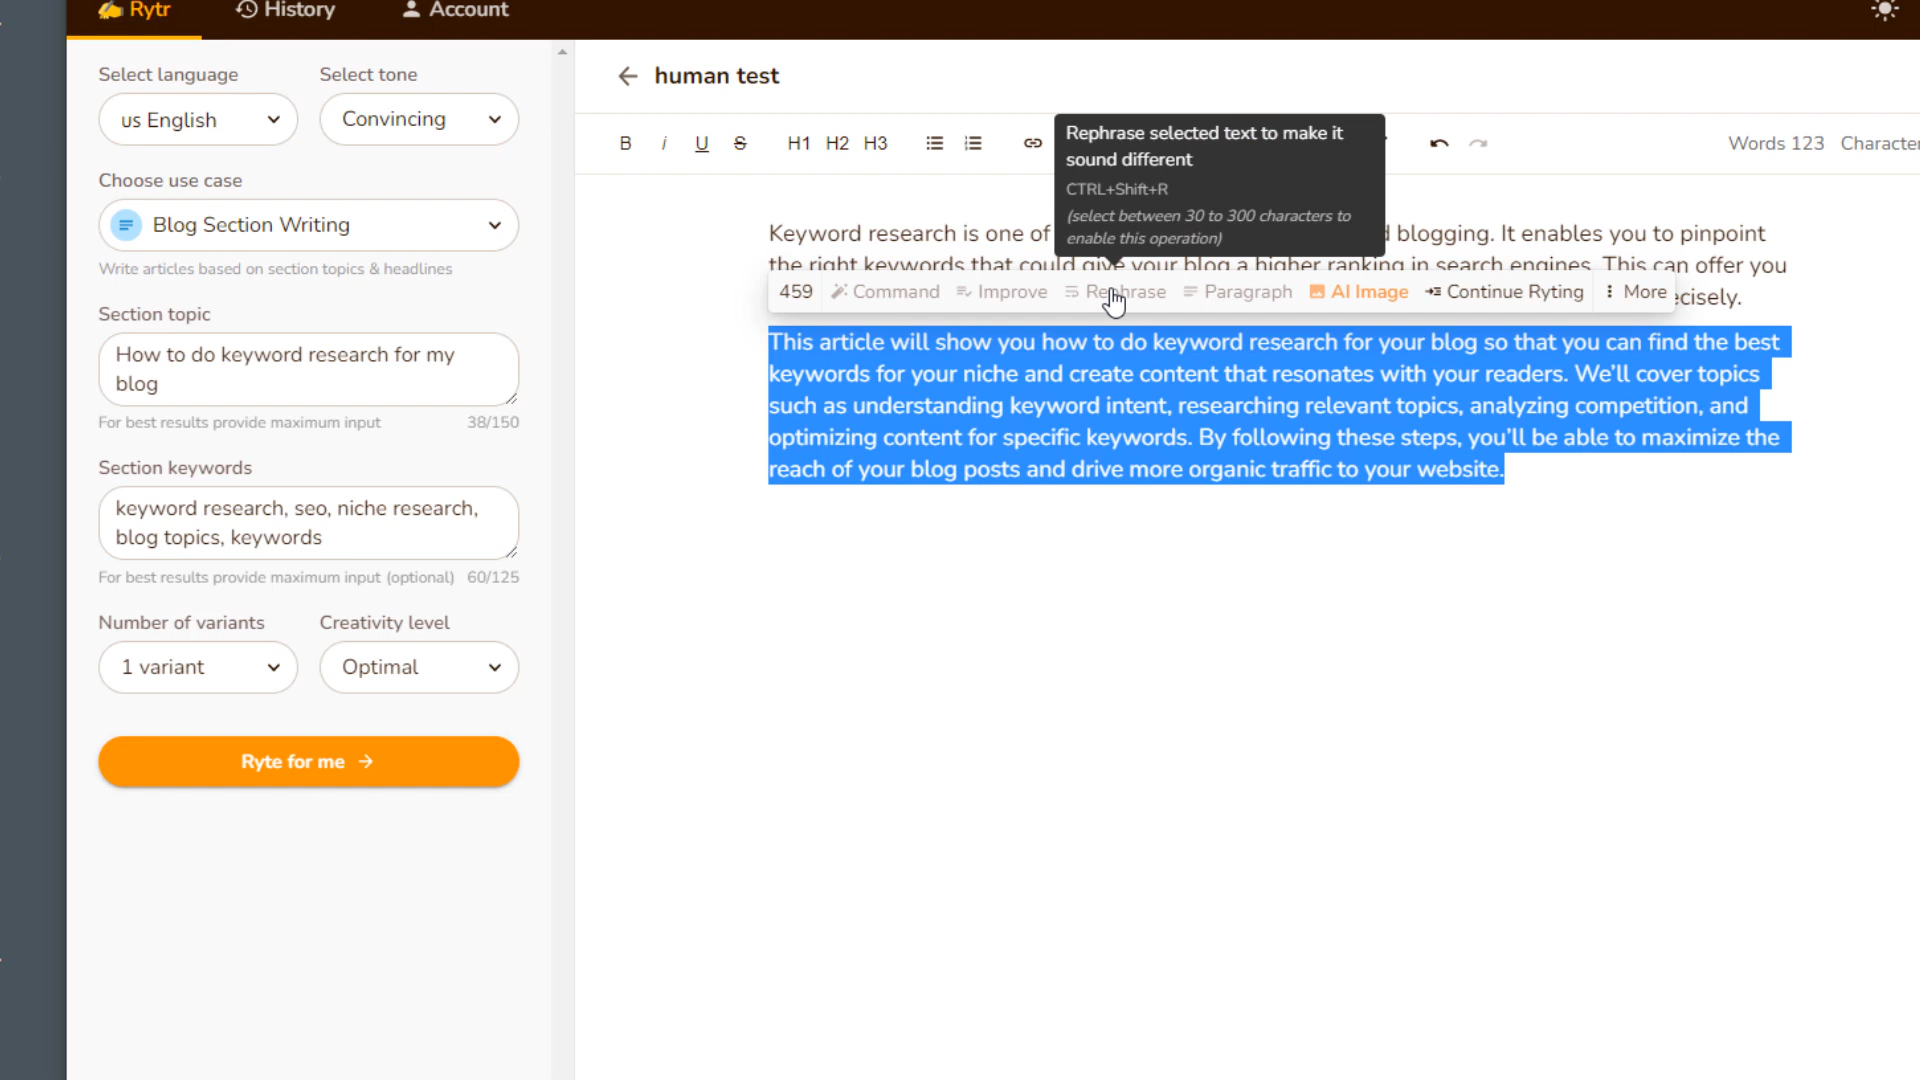 Rytr
History
Account
Select language
Select tone
us English
Convincing
Choose use case
Blog Section Writing
Write articles based on section topics & headlines
Section topic
How to do keyword research for my
blog
For best results provide maximum input
38/150
Section keywords
keyword research, seo, niche research,
blog topics, keywords
For best results provide maximum input (optional)
60/125
Number of variants
Creativity level
1 variant
Optimal
Ryte for me
human test
B i U S H1 H2 H3
Words 123
Character
Rephrase selected text to make it
sound different
CTRL+Shift+R
(select between 30 to 300 characters to
enable this operation)
Keyword research is one of
blogging. It enables you to pinpoint
the right keywords that could give your blog a higher ranking in search engines. This can offer you
459 Command Improve Rephrase Paragraph AI Image Continue Ryting More
This article will show you how to do keyword research for your blog so that you can find the best
keywords for your niche and create content that resonates with your readers. We'll cover topics
such as understanding keyword intent, researching relevant topics, analyzing competition, and
optimizing content for specific keywords. By following these steps, you'll be able to maximize the
reach of your blog posts and drive more organic traffic to your website.